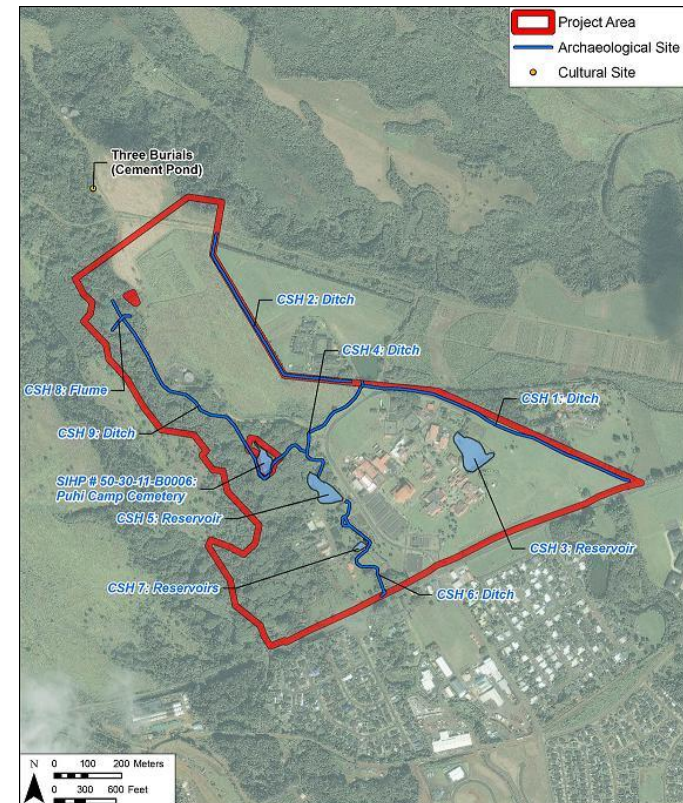 Project Area
Archaeological Site
Cultural Site
Three Burials
(Cement Pond)
CSH 2: Ditch
CSH 4: Ditch
CSH 8: Flume
CSH 1: Ditch
CSH 9: Ditch
SIHP # 50-30-11-B0006:
Puhi Camp Cemetery
CSH 5: Reservoir
CSH 3: Reservoir
CSH 7: Reservoirs
CSH 6: Ditch
N 0 100 200 Meters
0 300 600 Feet